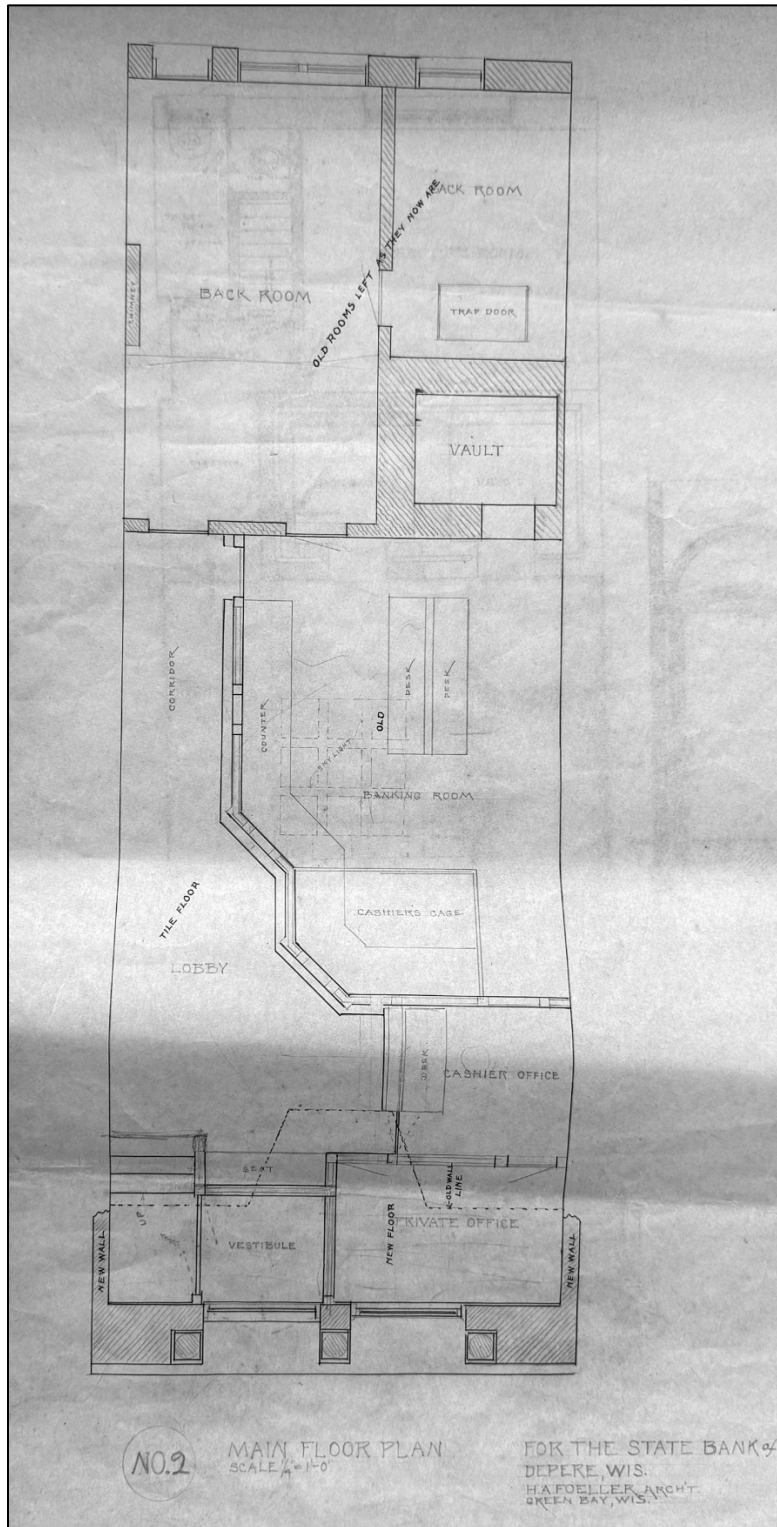 BACK ROOM
BACK ROOM
OLD ROOMS LEFT AS THEY NOW ARE
CHIMNEY
TRAP DOOR
VAULT
CORRIDOR
COUNTER
DESK
DESK
OLD
SKY LIGHT
BANKING ROOM
TILE FLOOR
CASHIERS CAGE
LOBBY
DESK
CASHIER OFFICE
SEAT
OLD WALL
LINE
UP
NEW FLOOR
PRIVATE OFFICE
VESTIBULE
NEW WALL
NEW WALL
NO.2
MAIN FLOOR PLAN
SCALE ¼"=1'-0"
FOR THE STATE BANK of
DEPERE, WIS.
H.A. FOELLER ARCH'T.
GREEN BAY, WIS.